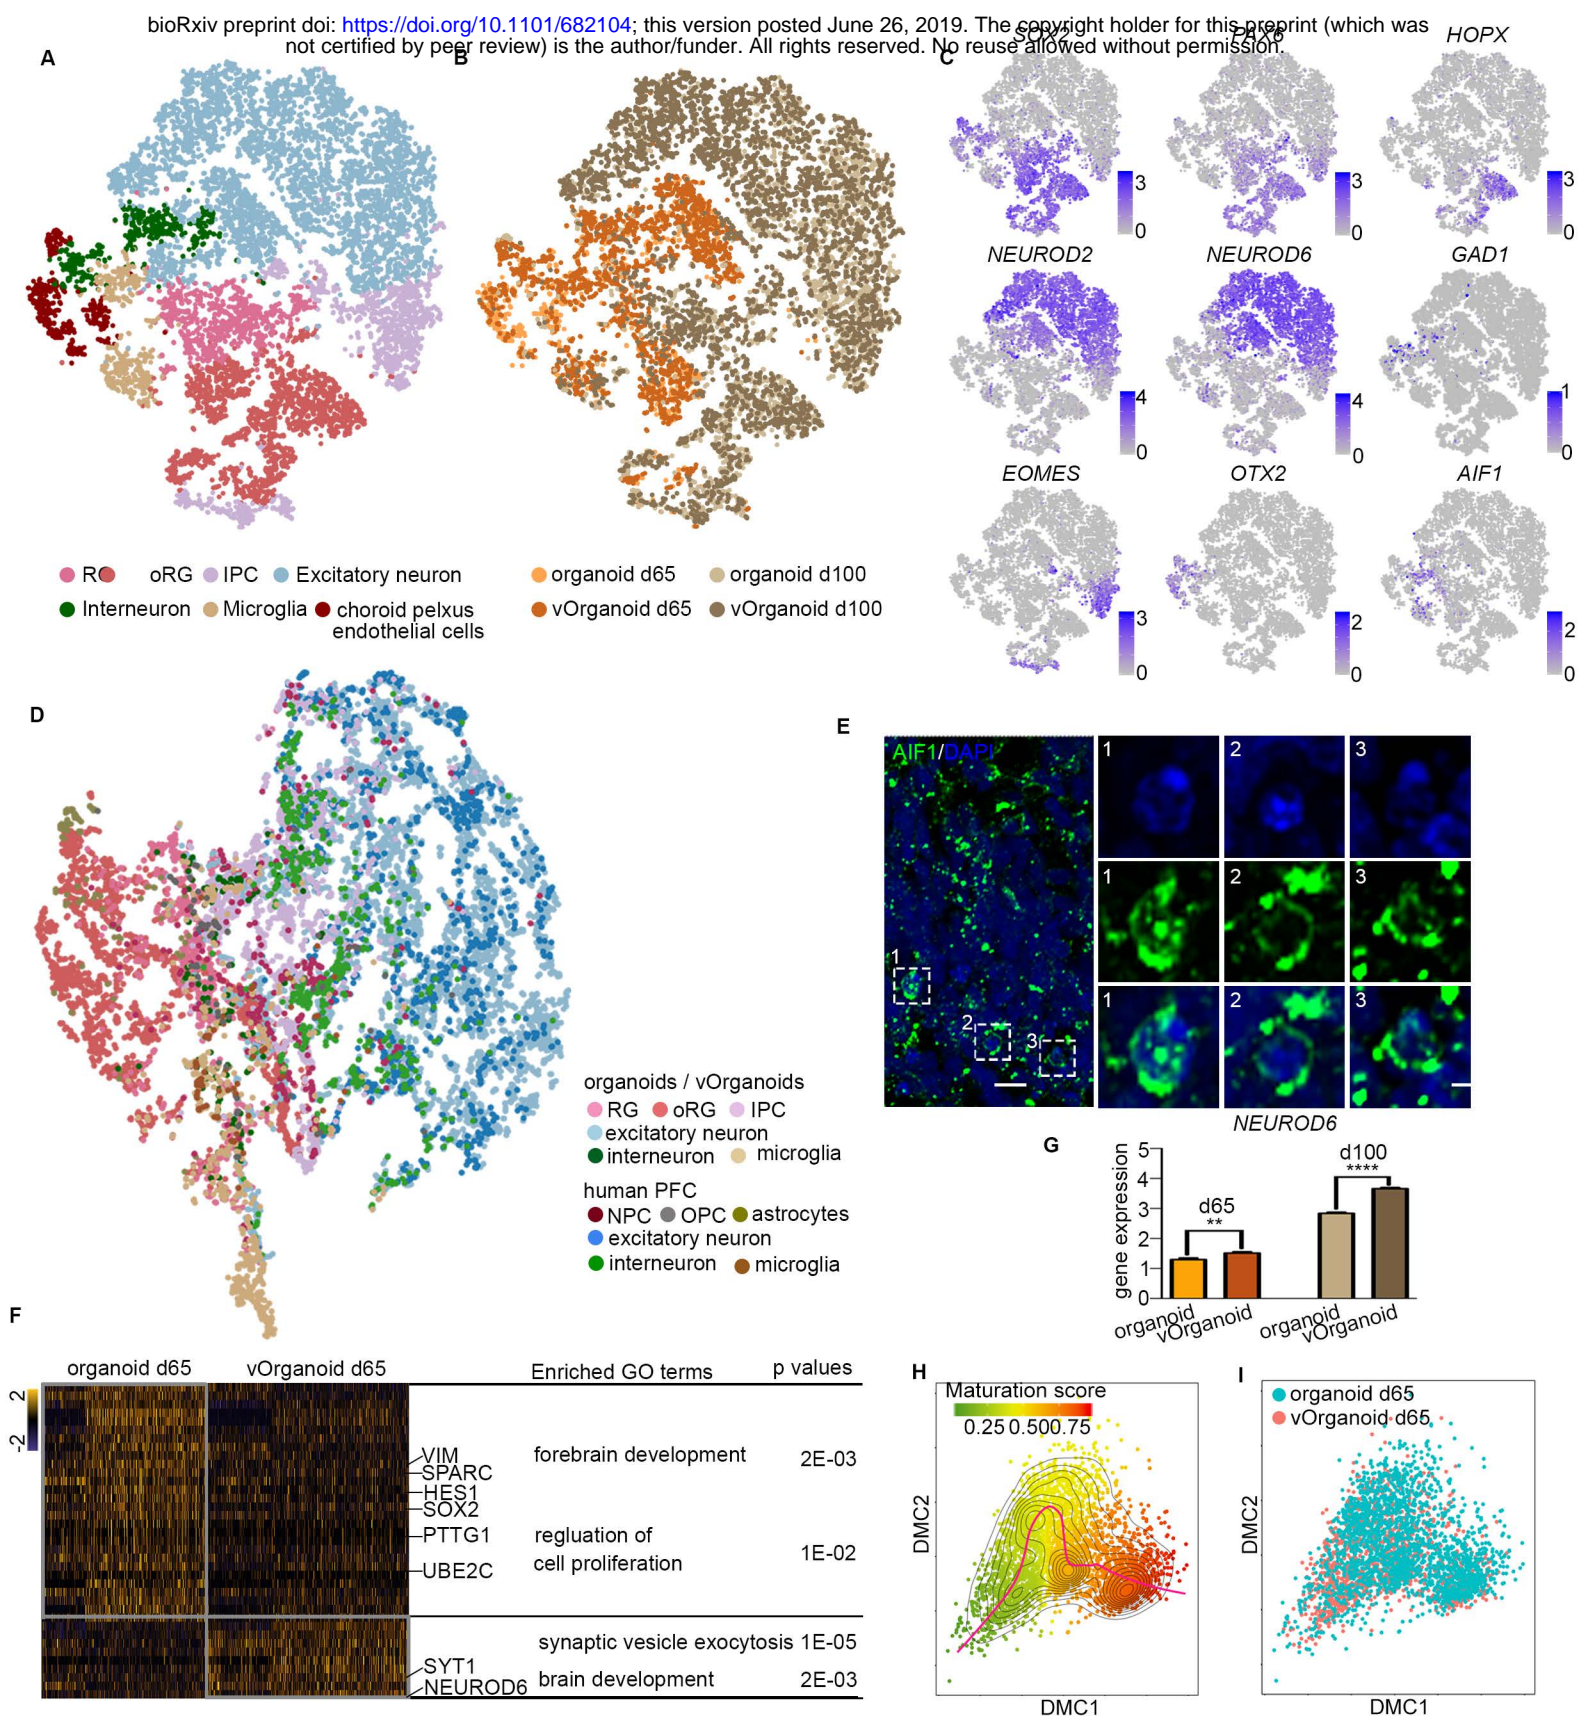 bioRxiv preprint doi: https://doi.org/10.1101/682104; this version posted June 26, 2019. The copyright holder for this preprint (which was
not certified by peer review) is the author/funder. All rights reserved. No reuse allowed without permission.
A
B
C
SOX2
PAX6
HOPX
3
0
3
0
3
0
NEUROD2
NEUROD6
GAD1
4
0
4
0
1
0
EOMES
OTX2
AIF1
3
0
2
0
2
0
RG oRG IPC Excitatory neuron
Interneuron Microglia choroid pelxus
endothelial cells
organoid d65 organoid d100
vOrganoid d65 vOrganoid d100
D
organoids / vOrganoids
RG oRG IPC
excitatory neuron
interneuron microglia
human PFC
NPC OPC astrocytes
excitatory neuron
interneuron microglia
E
AIF1/DAPI
1
2
3
1 2 3
1 2 3
1 2 3
G
NEUROD6
gene expression
5
4
3
2
1
0
d65
**
d100
****
organoid
vOrganoid
organoid
vOrganoid
F
organoid d65 vOrganoid d65 Enriched GO terms p values
2
-2
VIM
SPARC
HES1
SOX2
PTTG1
UBE2C
forebrain development 2E-03
regluation of
cell proliferation 1E-02
SYT1
NEUROD6
synaptic vesicle exocytosis 1E-05
brain development 2E-03
H
Maturation score
0.25 0.50 0.75
DMC2
DMC1
I
organoid d65
vOrganoid d65
DMC2
DMC1